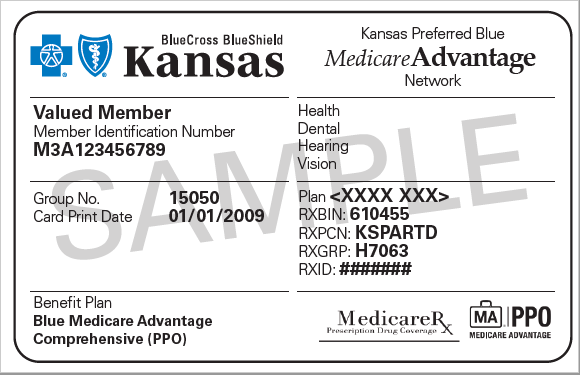 BlueCross BlueShield
Kansas
Kansas Preferred Blue
MedicareAdvantage
Network
Valued Member
Member Identification Number
M3A123456789
Health
Dental
Hearing
Vision
SAMPLE
Group No. 15050
Card Print Date 01/01/2009
Plan <XXXX XXX>
RXBIN: 610455
RXPCN: KSPARTD
RXGRP: H7063
RXID: #######
Benefit Plan
Blue Medicare Advantage
Comprehensive (PPO)
MedicareRx
Prescription Drug Coverage
MA PPO
MEDICARE ADVANTAGE